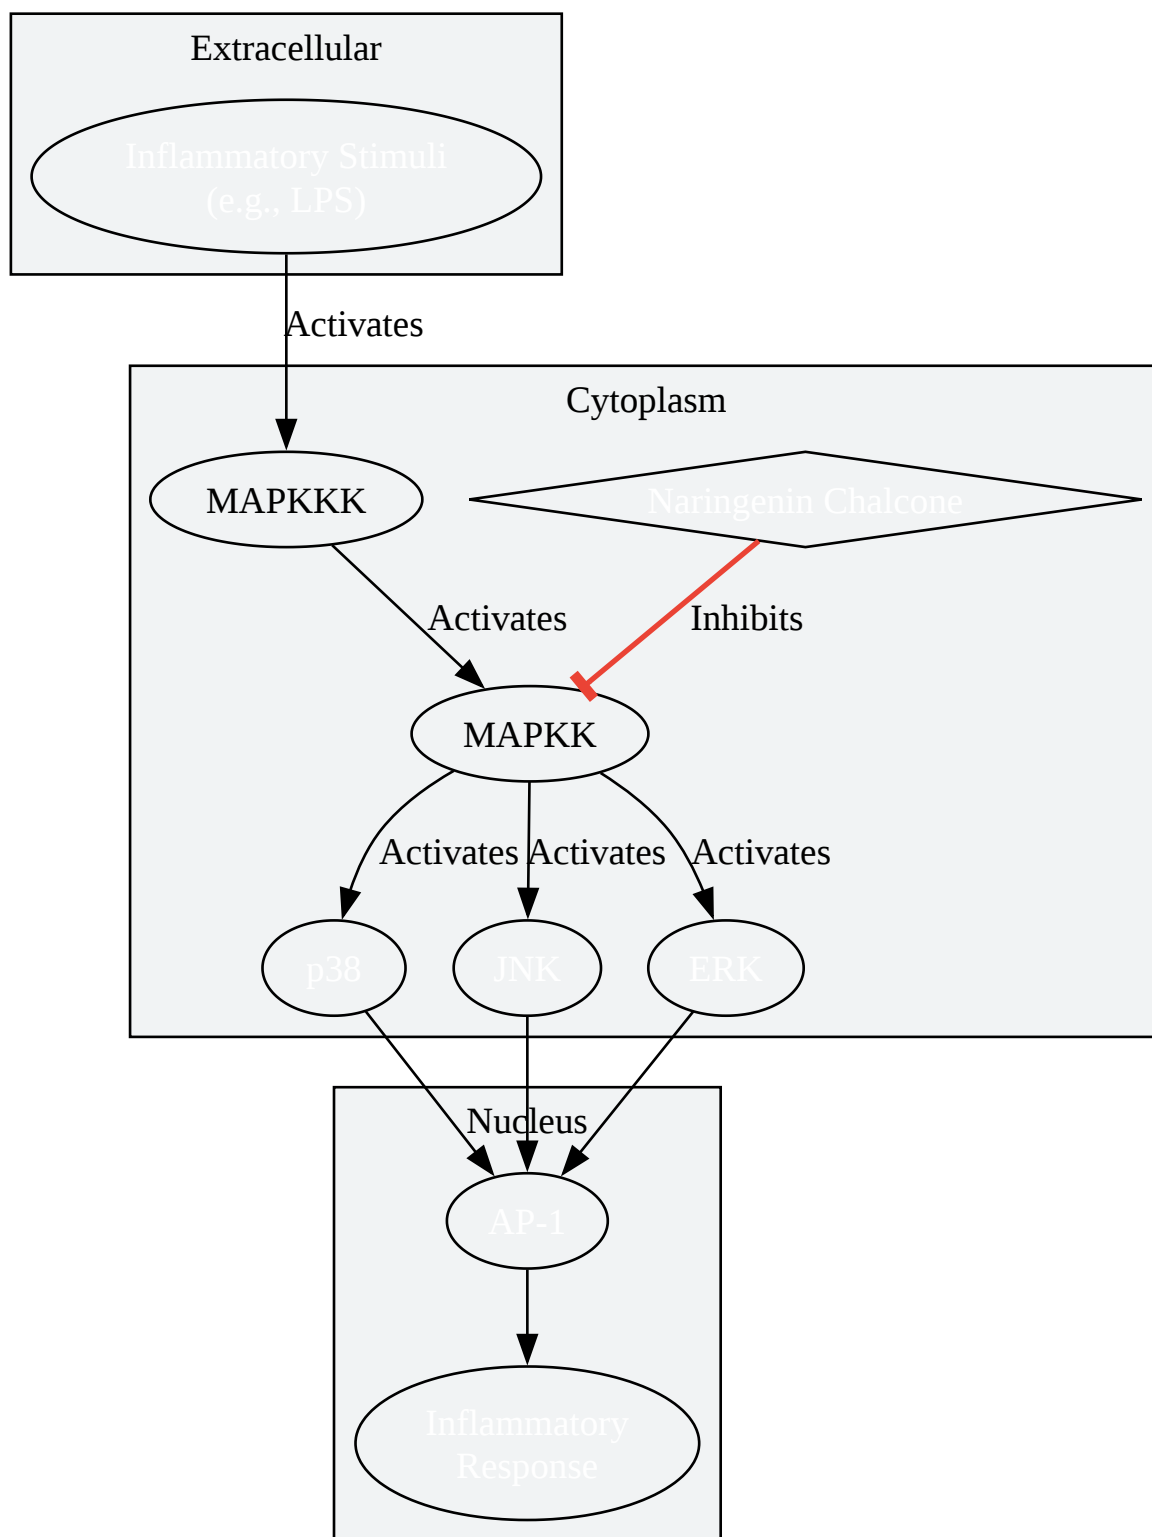 Extracellular
Inflammatory Stimuli
(e.g., LPS)
Activates
Cytoplasm
MAPKKK
Naringenin Chalcone
Activates
Inhibits
MAPKK
Activates
Activates
Activates
p38
JNK
ERK
Nucleus
AP-1
Inflammatory
Response